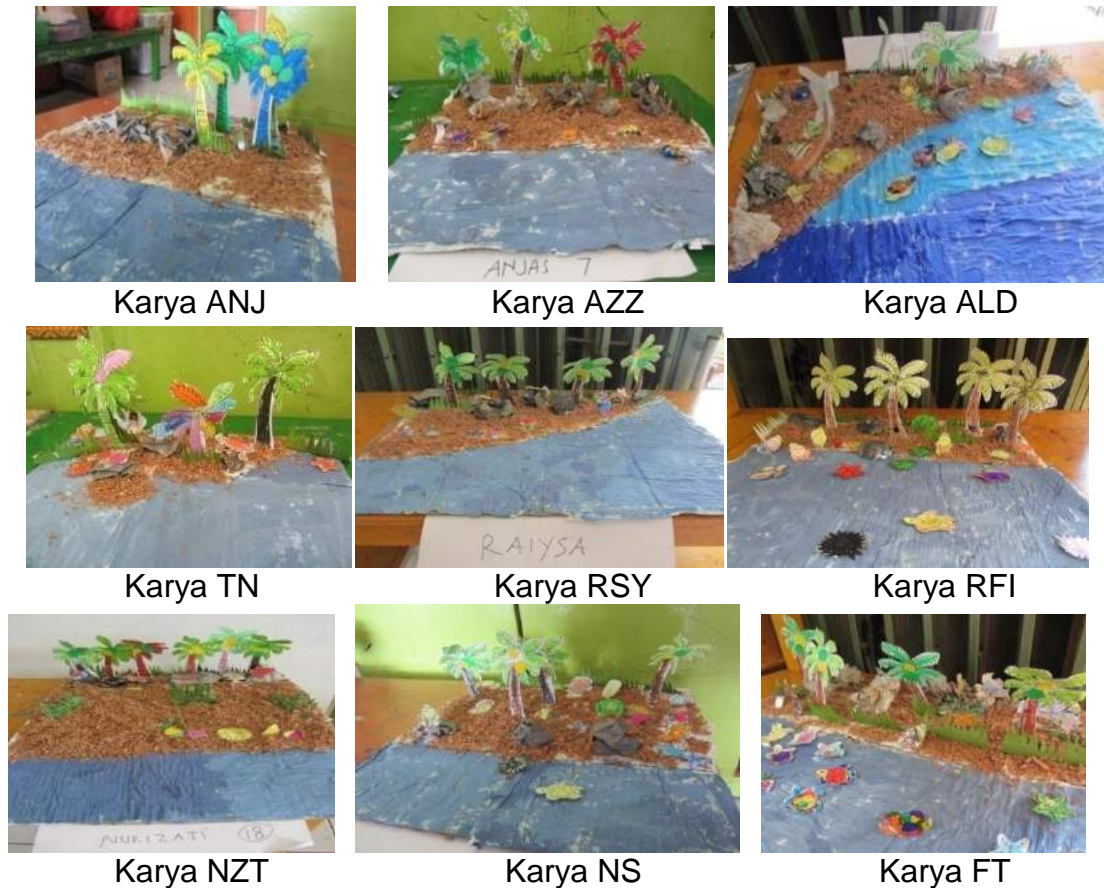 ANJAS 7
Karya ANJ
Karya AZZ
Karya ALD
RAIYSA
Karya TN
Karya RSY
Karya RFI
NURIZATI 18
Karya NZT
Karya NS
Karya FT